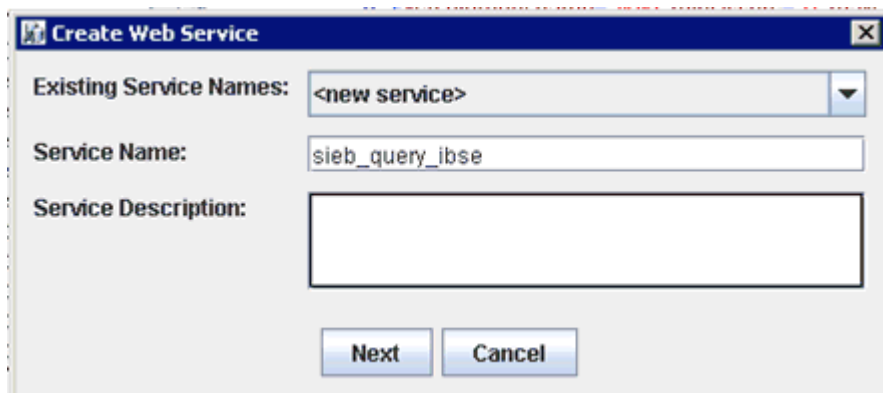 Create Web Service
Existing Service Names: <new service>
Service Name: sieb_query_ibse
Service Description:
Next Cancel